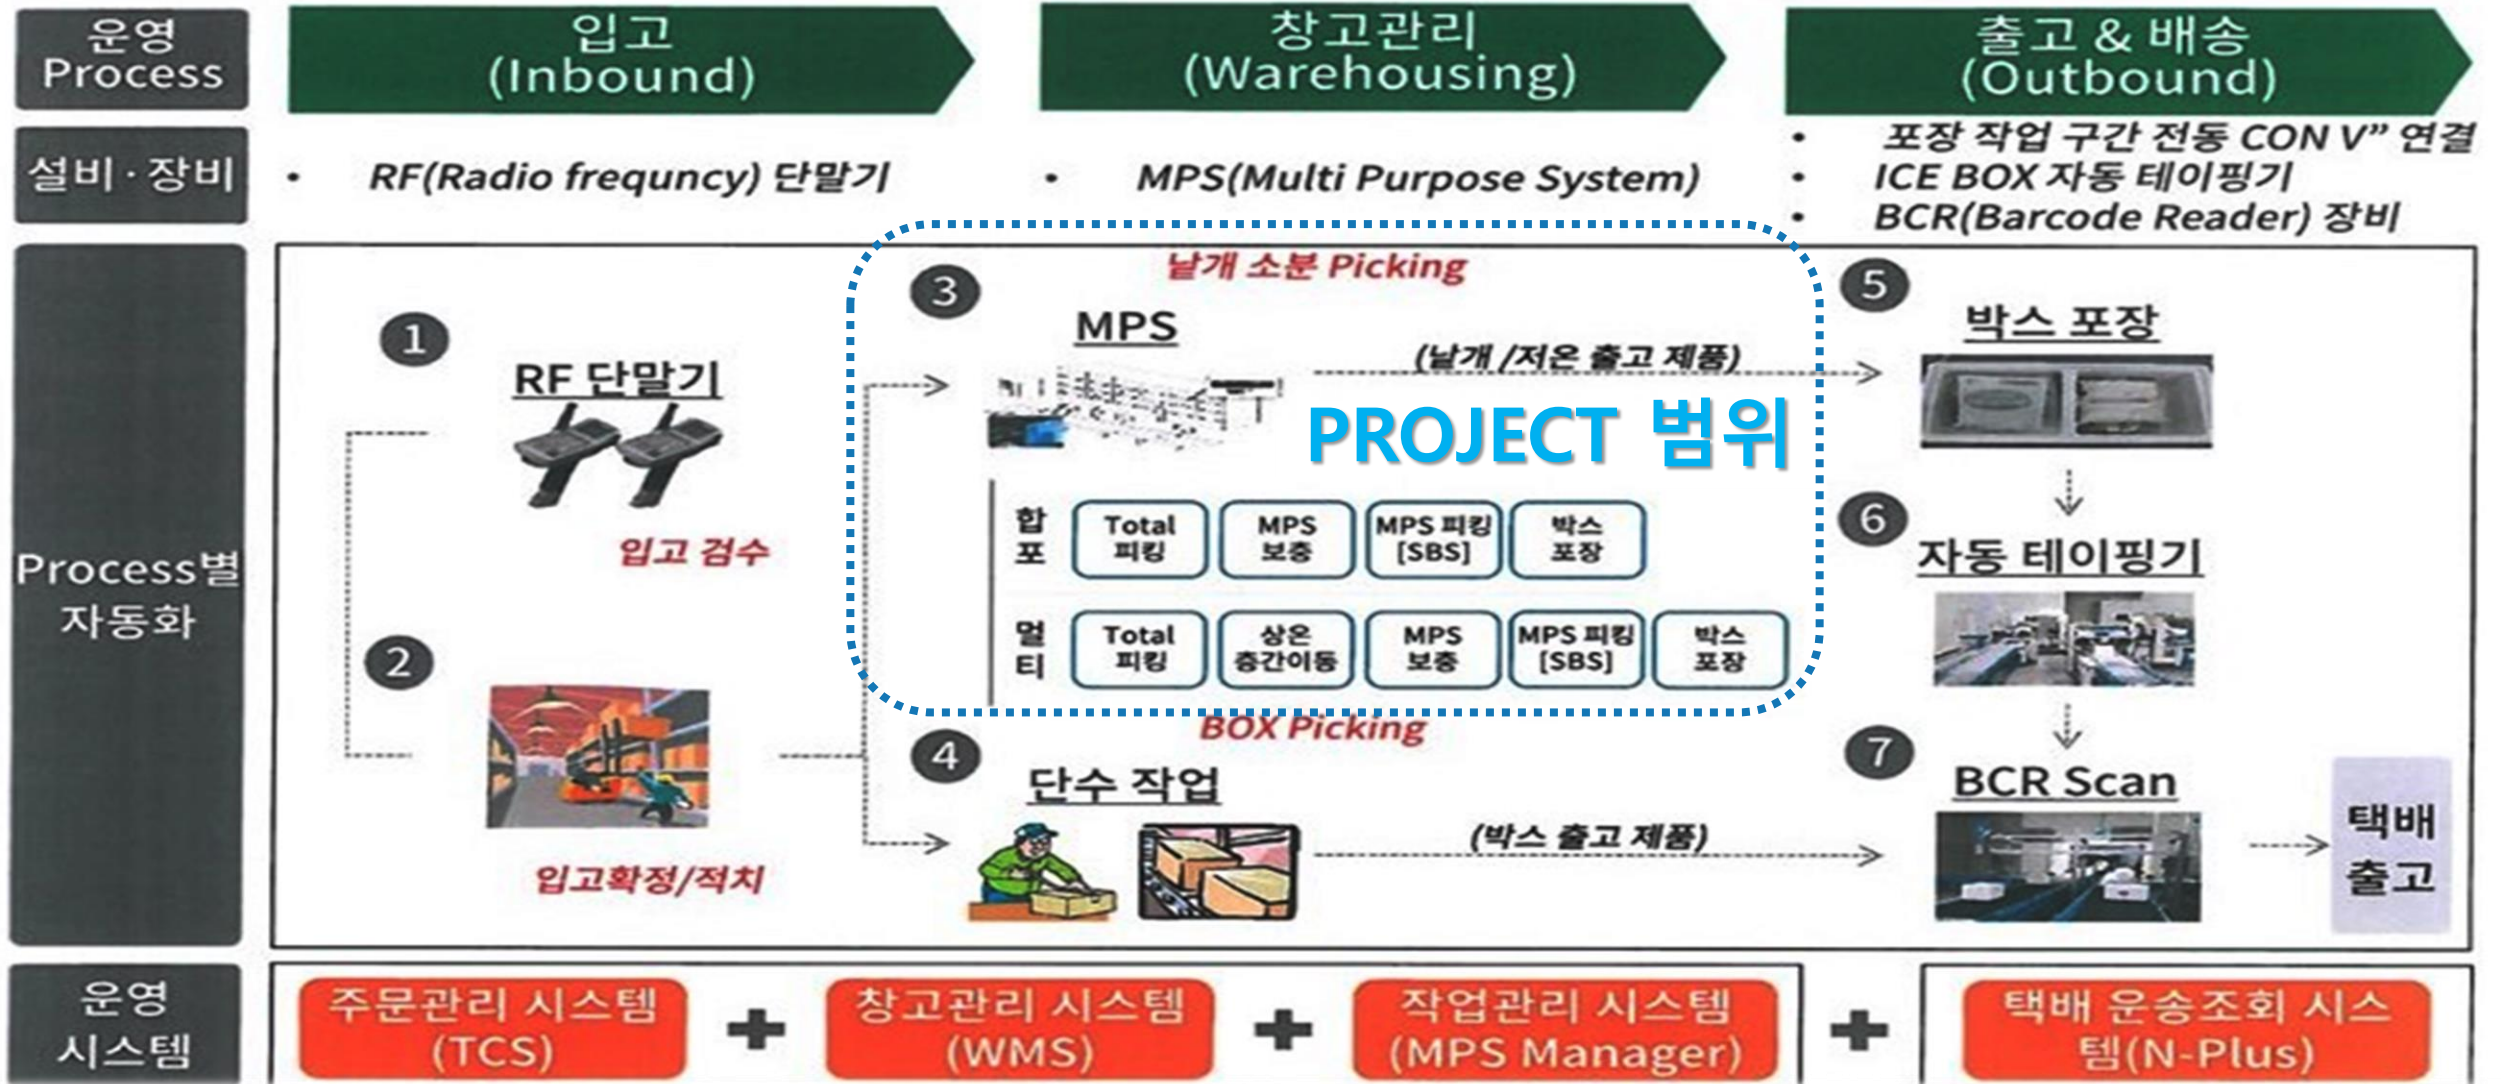 운영
Process
입고
(Inbound)
창고관리
(Warehousing)
출고 & 배송
(Outbound)
설비·장비
• RF(Radio frequncy) 단말기
• MPS(Multi Purpose System)
• 포장 작업 구간 전동 CON V” 연결
• ICE BOX 자동 테이핑기
• BCR(Barcode Reader) 장비
Process별
자동화
1
RF 단말기
입고 검수
2
입고확정/적치
낱개 소분 Picking
3
MPS
(낱개 /저온 출고 제품)
PROJECT 범위
합포
Total
피킹
MPS
보충
MPS 피킹
[SBS]
박스
포장
멀티
Total
피킹
상온
층간이동
MPS
보충
MPS 피킹
[SBS]
박스
포장
BOX Picking
4
단수 작업
(박스 출고 제품)
5
박스 포장
6
자동 테이핑기
7
BCR Scan
택배
출고
운영
시스템
주문관리 시스템
(TCS)
+
창고관리 시스템
(WMS)
+
작업관리 시스템
(MPS Manager)
+
택배 운송조회 시스
템(N-Plus)